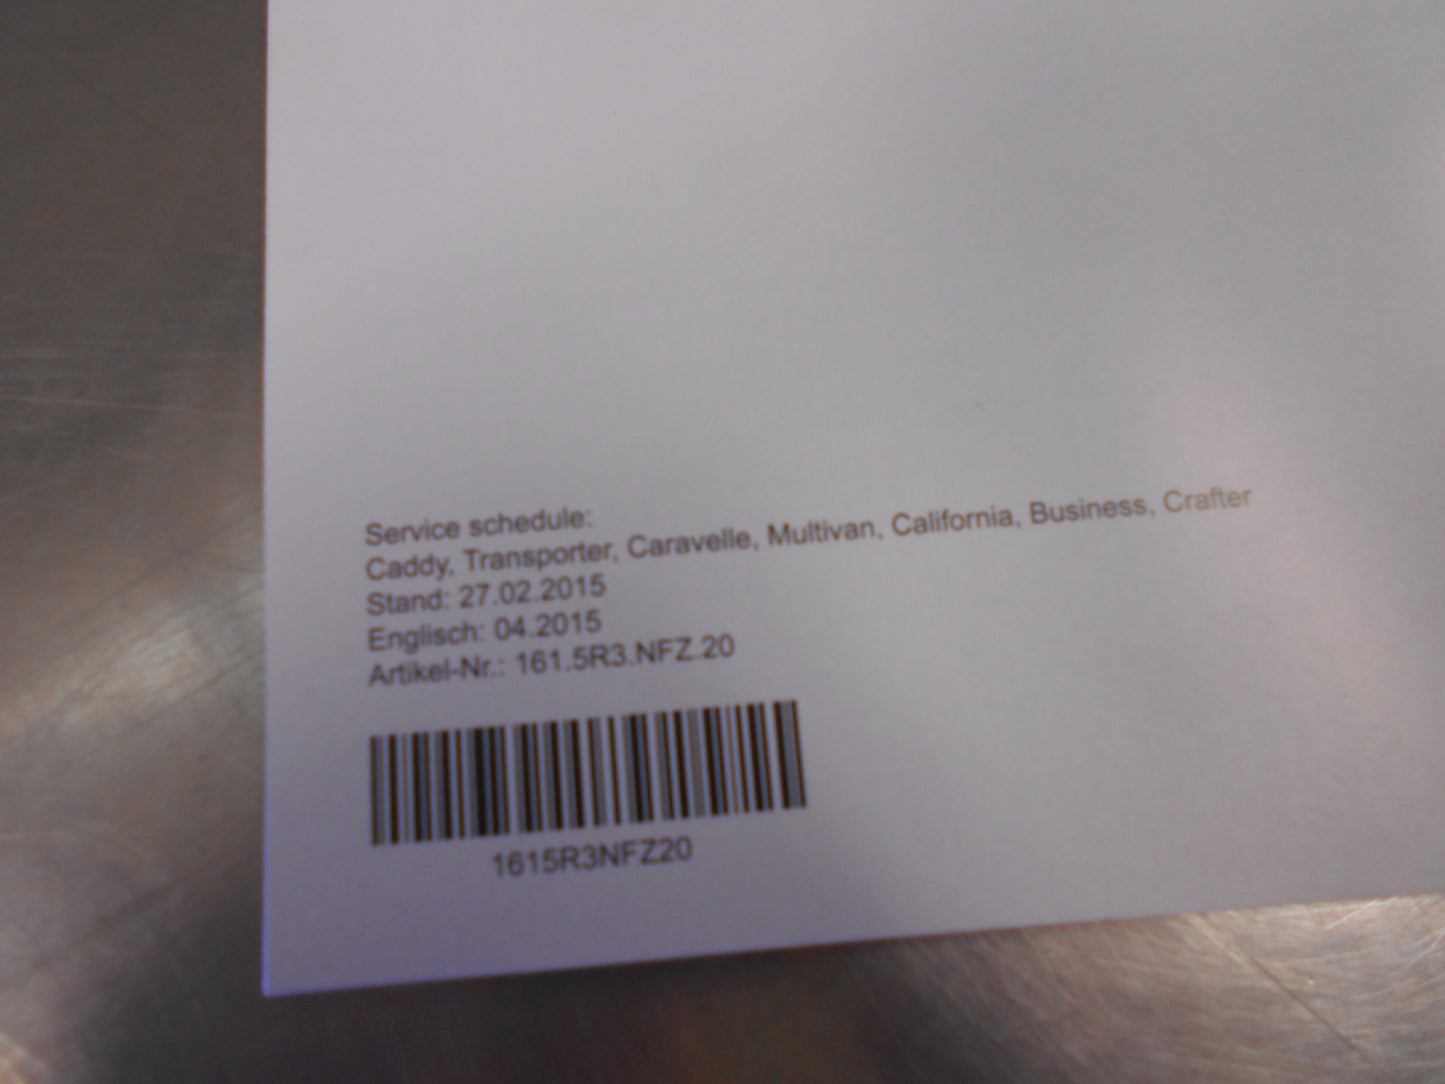 Service schedule:
Caddy, Transporter, Caravelle, Multivan, California, Business, Crafter
Stand: 27.02.2015
Englisch: 04.2015
Artikel-Nr.: 161.5R3.NFZ.20
1615R3NFZ20